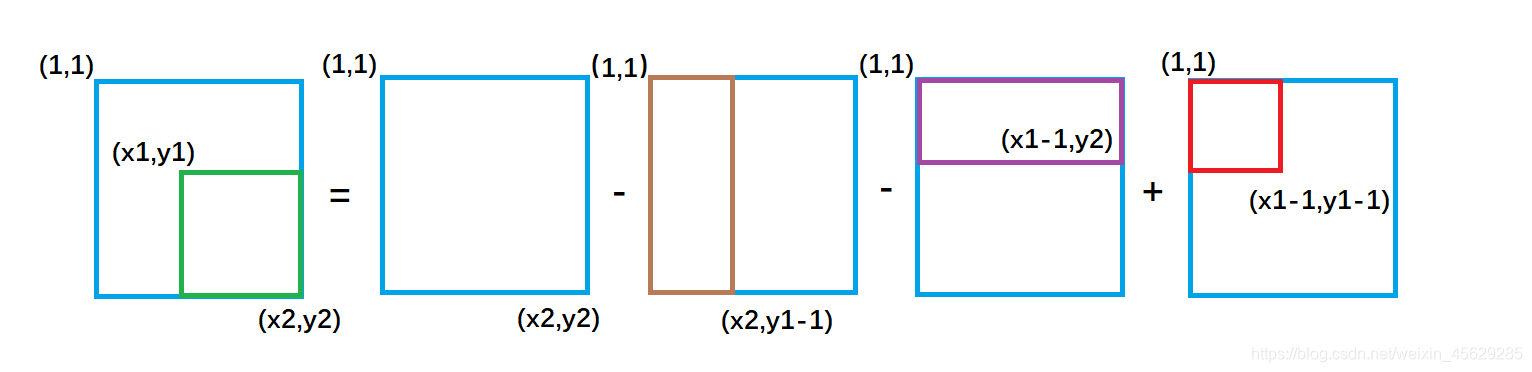 (1,1) (1,1) (1,1) (1,1) (1,1)
(x1,y1) (x1-1,y2)
= - - +
(x1-1,y1-1)
(x2,y2) (x2,y2) (x2,y1-1)
https://blog.csdn.net/weixin_45629285